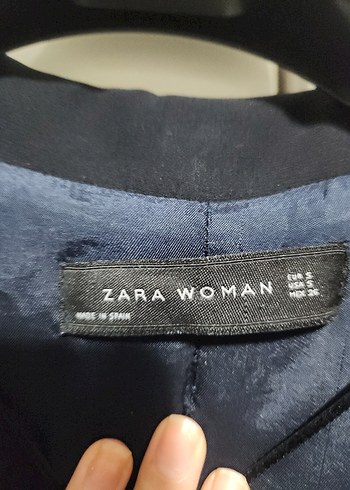 ZARA WOMAN
EUR S
USA S
MEX 26
MADE IN SPAIN